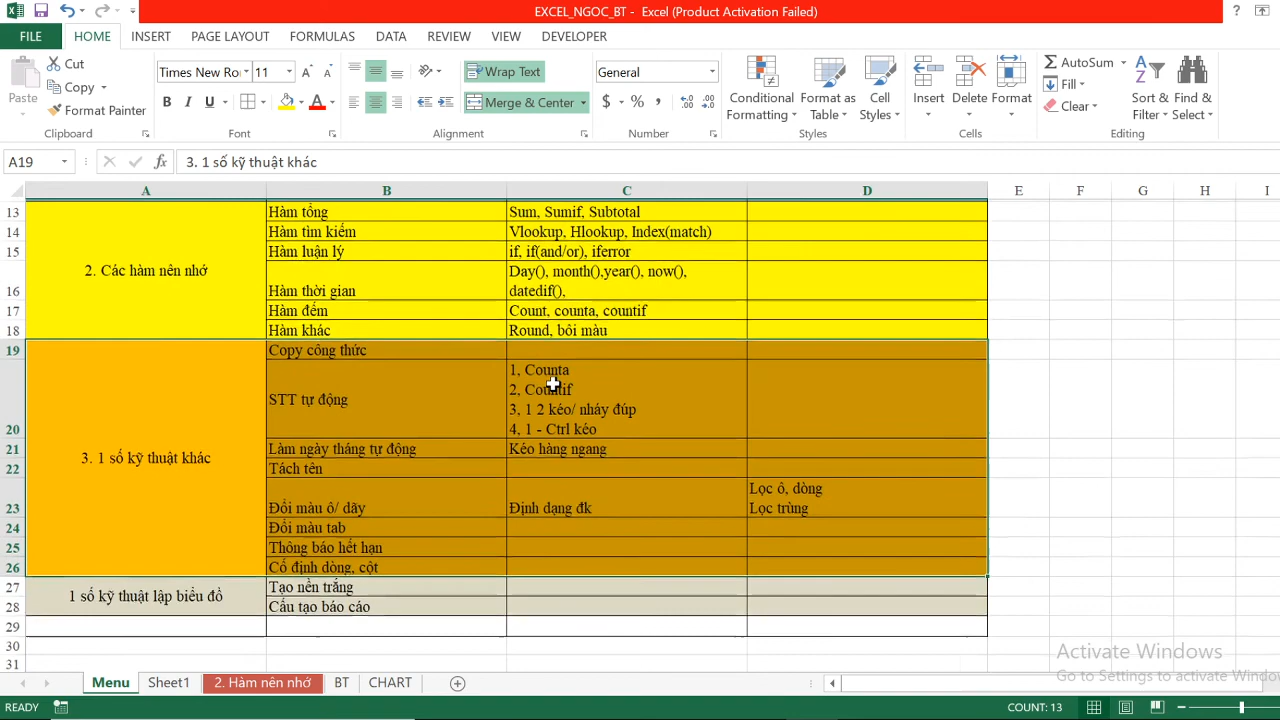 EXCEL_NGOC_BT - Excel (Product Activation Failed)
FILE HOME INSERT PAGE LAYOUT FORMULAS DATA REVIEW VIEW DEVELOPER
Paste
Cut
Copy
Format Painter
Clipboard
Times New Ro 11
B I U
Font
Wrap Text
Merge & Center
Alignment
General
$ % ,
Number
Conditional Formatting
Format as Table
Cell Styles
Styles
Insert Delete Format
Cells
AutoSum
Fill
Clear
Sort & Filter
Find & Select
Editing
A19 fx 3. 1 số kỹ thuật khác
A B C D E F G H I
13 Hàm tổng Sum, Sumif, Subtotal
14 Hàm tìm kiếm Vlookup, Hlookup, Index(match)
15 Hàm luận lý if, if(and/or), iferror
2. Các hàm nên nhớ
16 Hàm thời gian Day(), month(),year(), now(),
datedif(),
17 Hàm đếm Count, counta, countif
18 Hàm khác Round, bôi màu
19 Copy công thức
20 STT tự động
1, Counta
2, Countif
3, 1 2 kéo/ nháy đúp
4, 1 - Ctrl kéo
21 Làm ngày tháng tự động Kéo hàng ngang
3. 1 số kỹ thuật khác
22 Tách tên
23 Đổi màu ô/ dãy Định dạng đk
Lọc ô, dòng
Lọc trùng
24 Đổi màu tab
25 Thông báo hết hạn
26 Cố định dòng, cột
27 Tạo nền trắng
1 số kỹ thuật lập biểu đồ
28 Cấu tạo báo cáo
29
30
31
Activate Windows
Go to Settings to activate Windo
Menu Sheet1 2. Hàm nên nhớ BT CHART
READY COUNT: 13